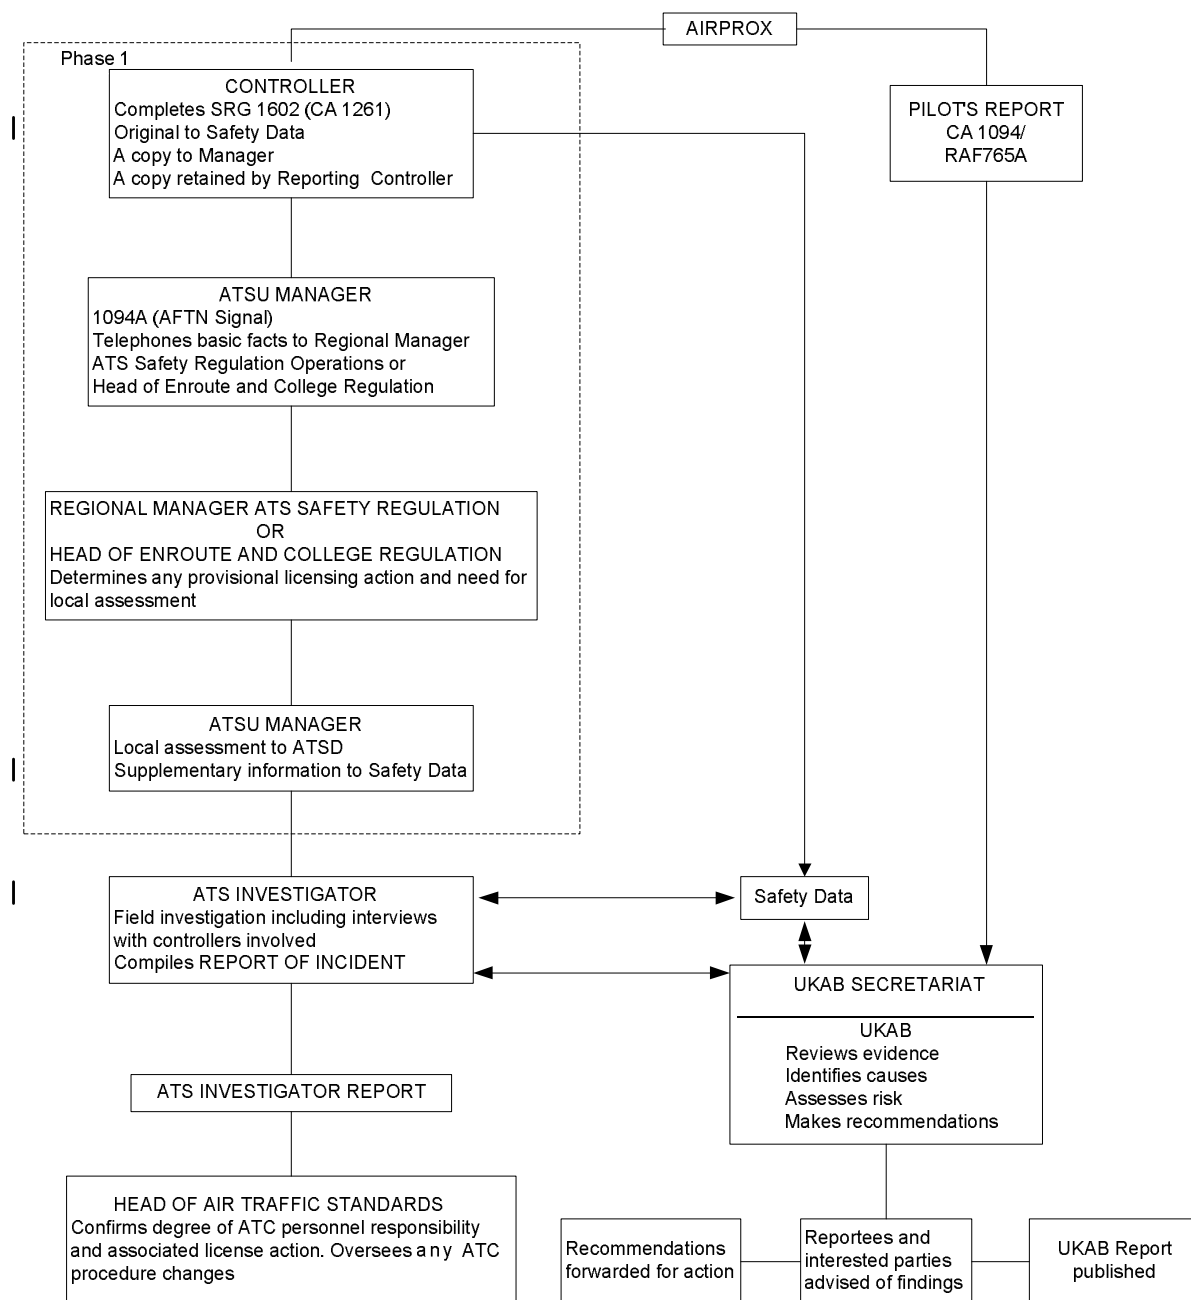 AIRPROX
Phase 1
CONTROLLER
Completes SRG 1602 (CA 1261)
Original to Safety Data
A copy to Manager
A copy retained by Reporting Controller
PILOT'S REPORT
CA 1094/
RAF765A
ATSU MANAGER
1094A (AFTN Signal)
Telephones basic facts to Regional Manager
ATS Safety Regulation Operations or
Head of Enroute and College Regulation
REGIONAL MANAGER ATS SAFETY REGULATION
OR
HEAD OF ENROUTE AND COLLEGE REGULATION
Determines any provisional licensing action and need for
local assessment
ATSU MANAGER
Local assessment to ATSD
Supplementary information to Safety Data
ATS INVESTIGATOR
Field investigation including interviews
with controllers involved
Compiles REPORT OF INCIDENT
Safety Data
UKAB SECRETARIAT
UKAB
Reviews evidence
Identifies causes
Assesses risk
Makes recommendations
ATS INVESTIGATOR REPORT
HEAD OF AIR TRAFFIC STANDARDS
Confirms degree of ATC personnel responsibility
and associated license action. Oversees any ATC
procedure changes
Recommendations
forwarded for action
Reportees and
interested parties
advised of findings
UKAB Report
published